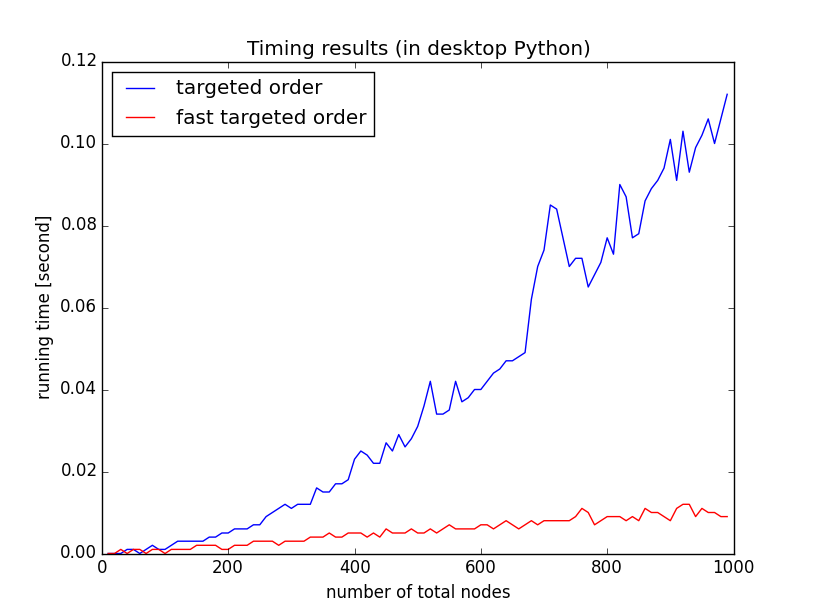 Timing results (in desktop Python)
targeted order
fast targeted order
0.12
0.10
0.08
0.06
0.04
0.02
0.00
running time [second]
0
200
400
600
800
1000
number of total nodes